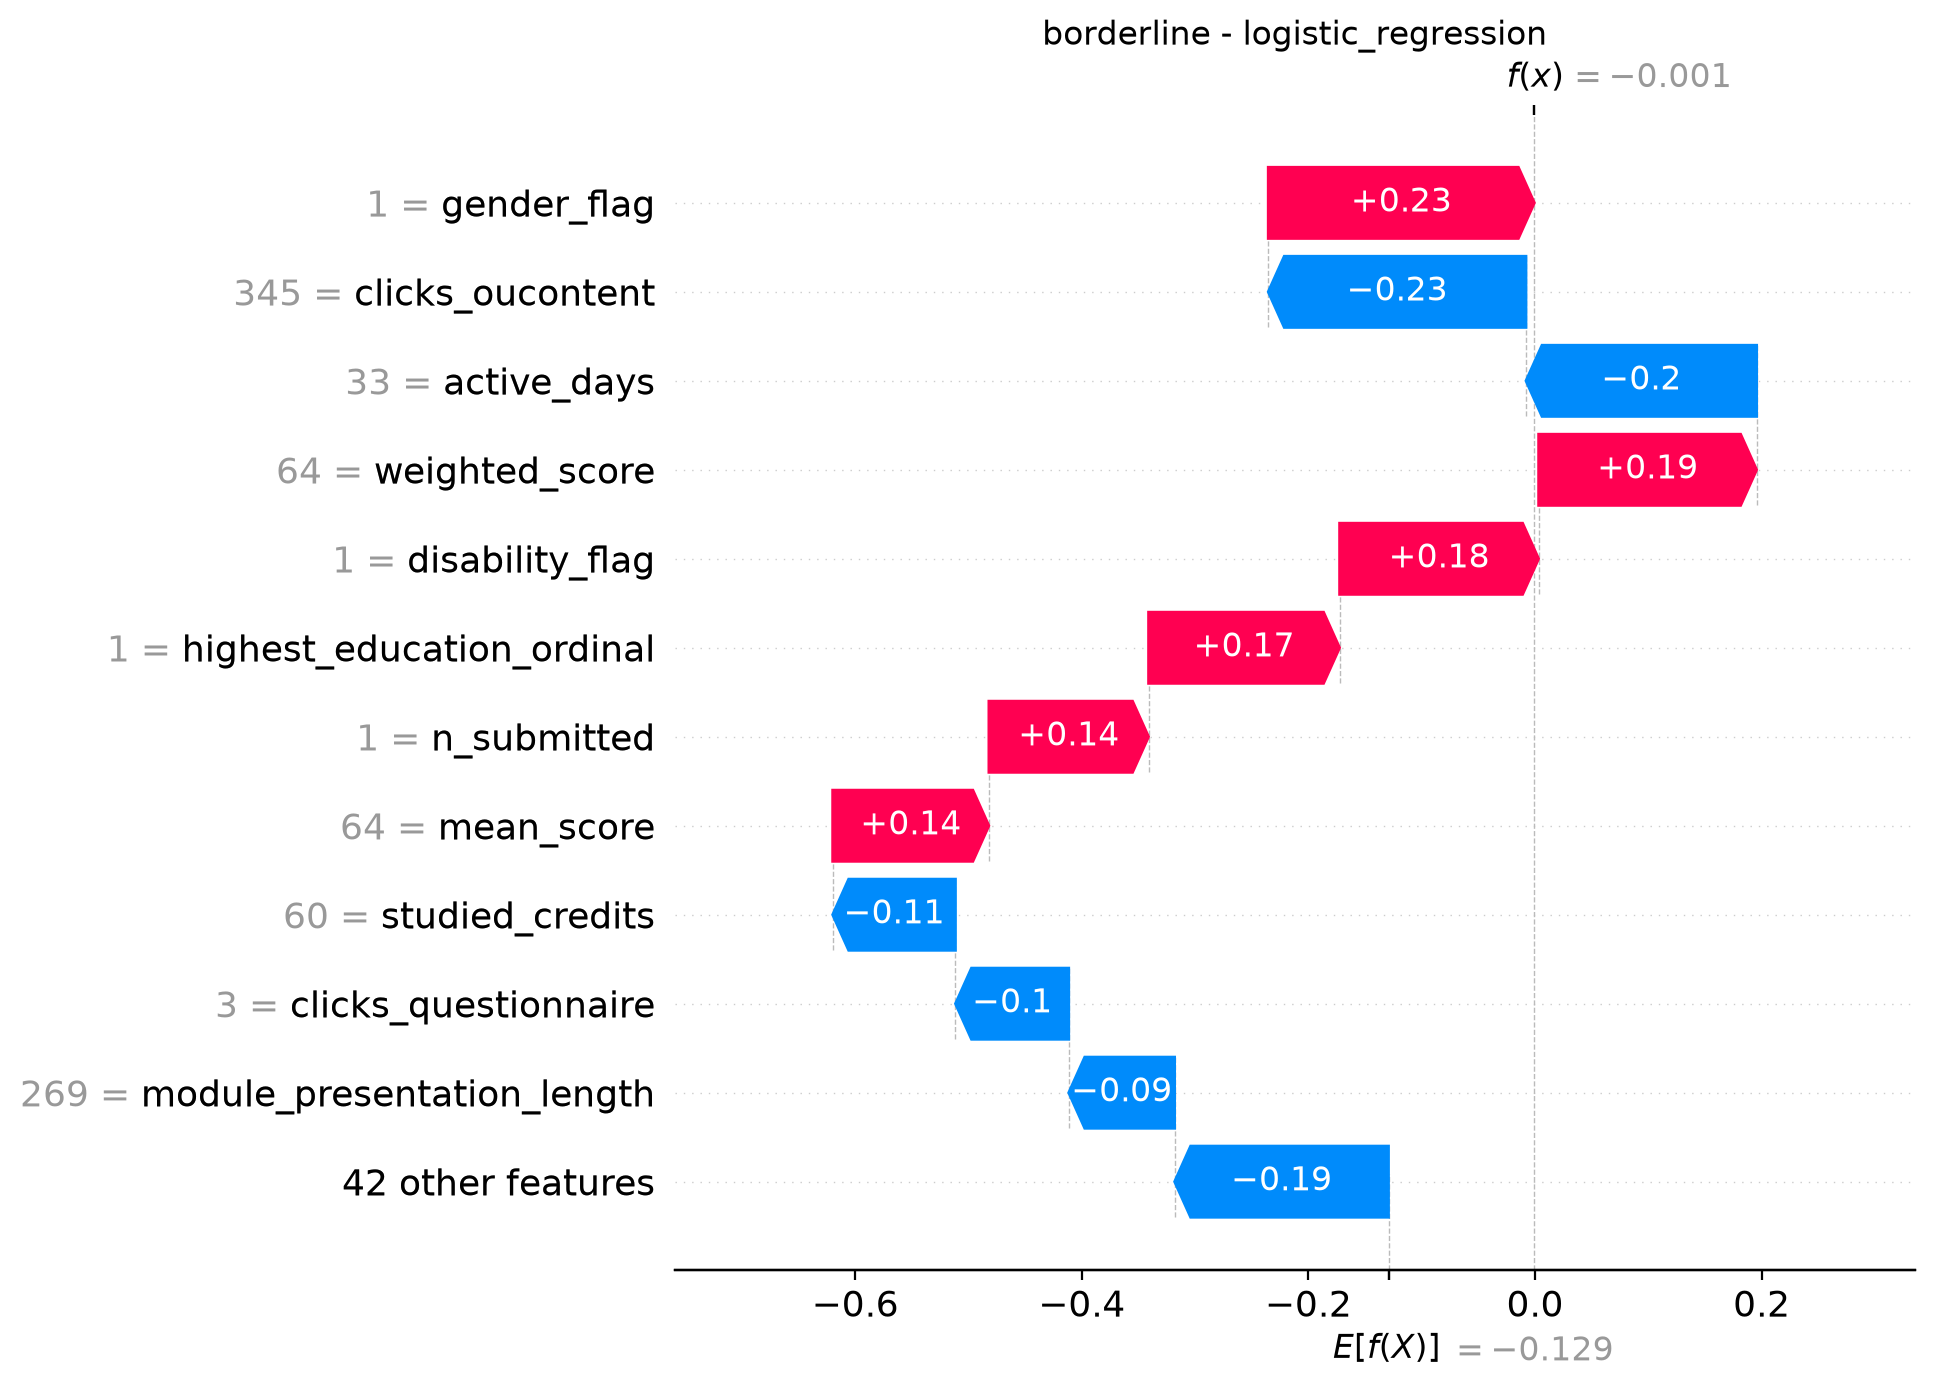 borderline - logistic_regression
f(x) = −0.001
1 = gender_flag +0.23
345 = clicks_oucontent −0.23
33 = active_days −0.2
64 = weighted_score +0.19
1 = disability_flag +0.18
1 = highest_education_ordinal +0.17
1 = n_submitted +0.14
64 = mean_score +0.14
60 = studied_credits −0.11
3 = clicks_questionnaire −0.1
269 = module_presentation_length −0.09
42 other features −0.19
−0.6 −0.4 −0.2 0.0 0.2
E[f(X)] = −0.129